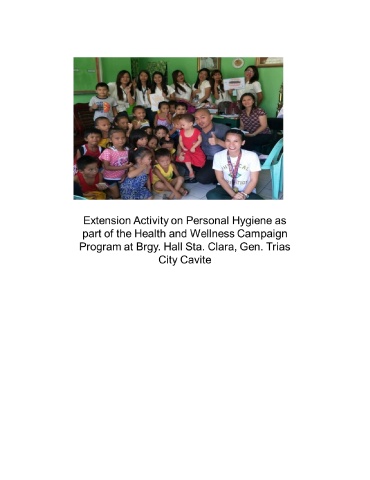 Extension Activity on Personal Hygiene as
part of the Health and Wellness Campaign
Program at Brgy. Hall Sta. Clara, Gen. Trias
City Cavite